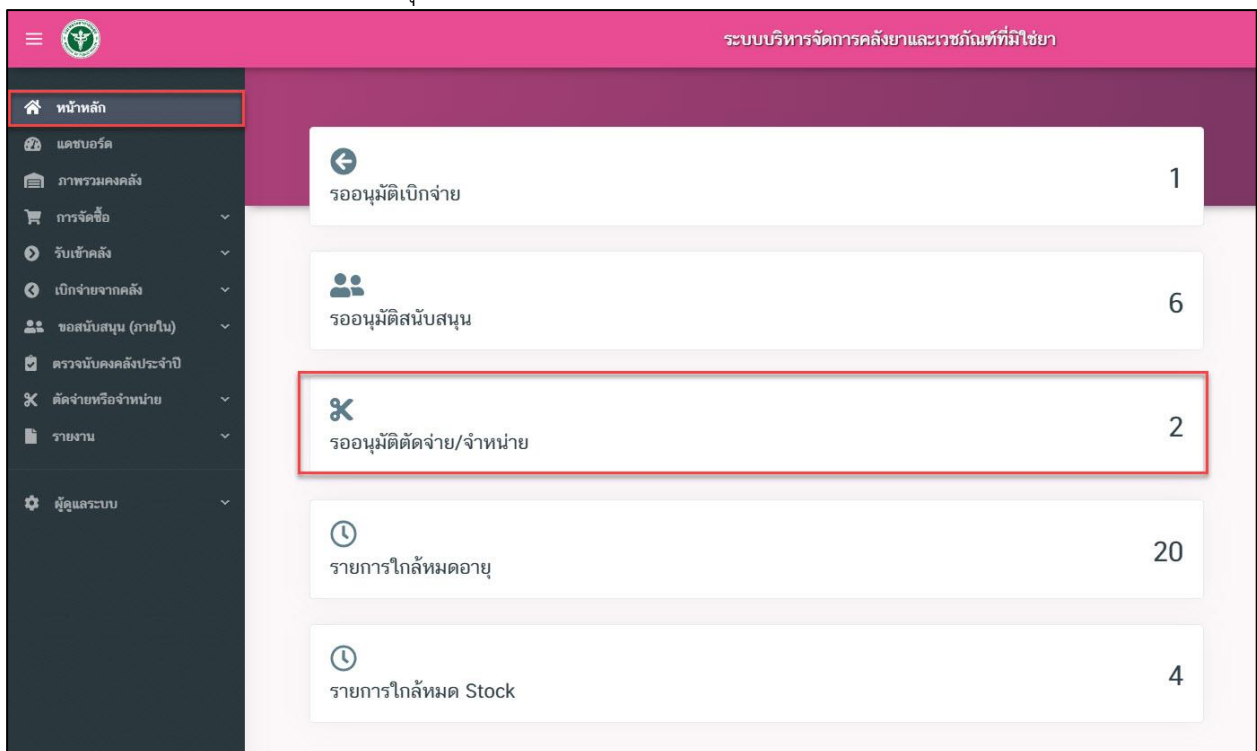 ระบบบริหารจัดการคลังยาและเวชภัณฑ์ที่มิใช่ยา
หน้าหลัก
แดชบอร์ด
ภาพรวมคงคลัง
การจัดซื้อ
รับเข้าคลัง
เบิกจ่ายจากคลัง
ขอสนับสนุน (ภายใน)
ตรวจนับคงคลังประจำปี
ตัดจ่ายหรือจำหน่าย
รายงาน
ผู้ดูแลระบบ
รออนุมัติเบิกจ่าย 1
รออนุมัติสนับสนุน 6
รออนุมัติตัดจ่าย/จำหน่าย 2
รายการใกล้หมดอายุ 20
รายการใกล้หมด Stock 4